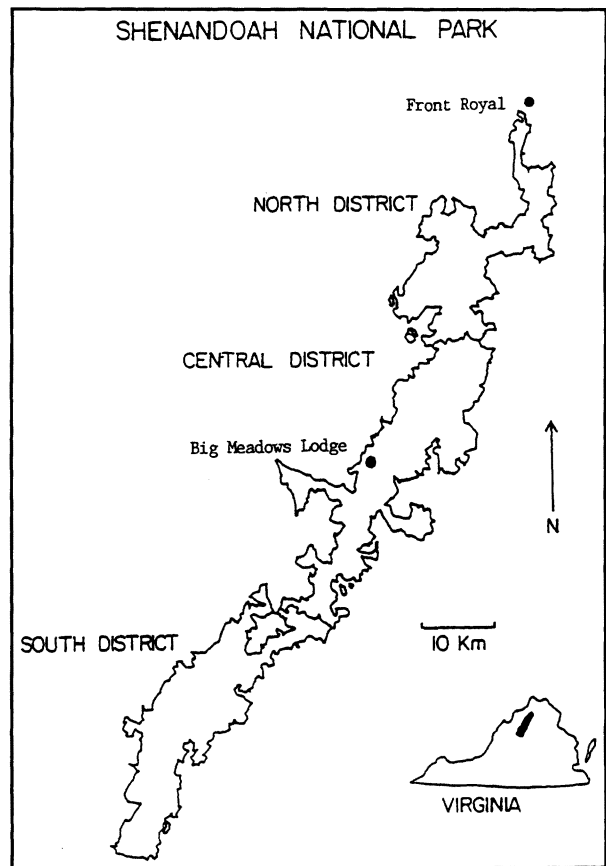 SHENANDOAH NATIONAL PARK
Front Royal
NORTH DISTRICT
CENTRAL DISTRICT
Big Meadows Lodge
N
SOUTH DISTRICT
10 Km
VIRGINIA